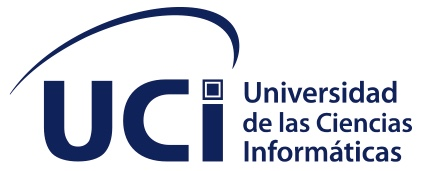 UCi
Universidad
de las Ciencias
Informáticas